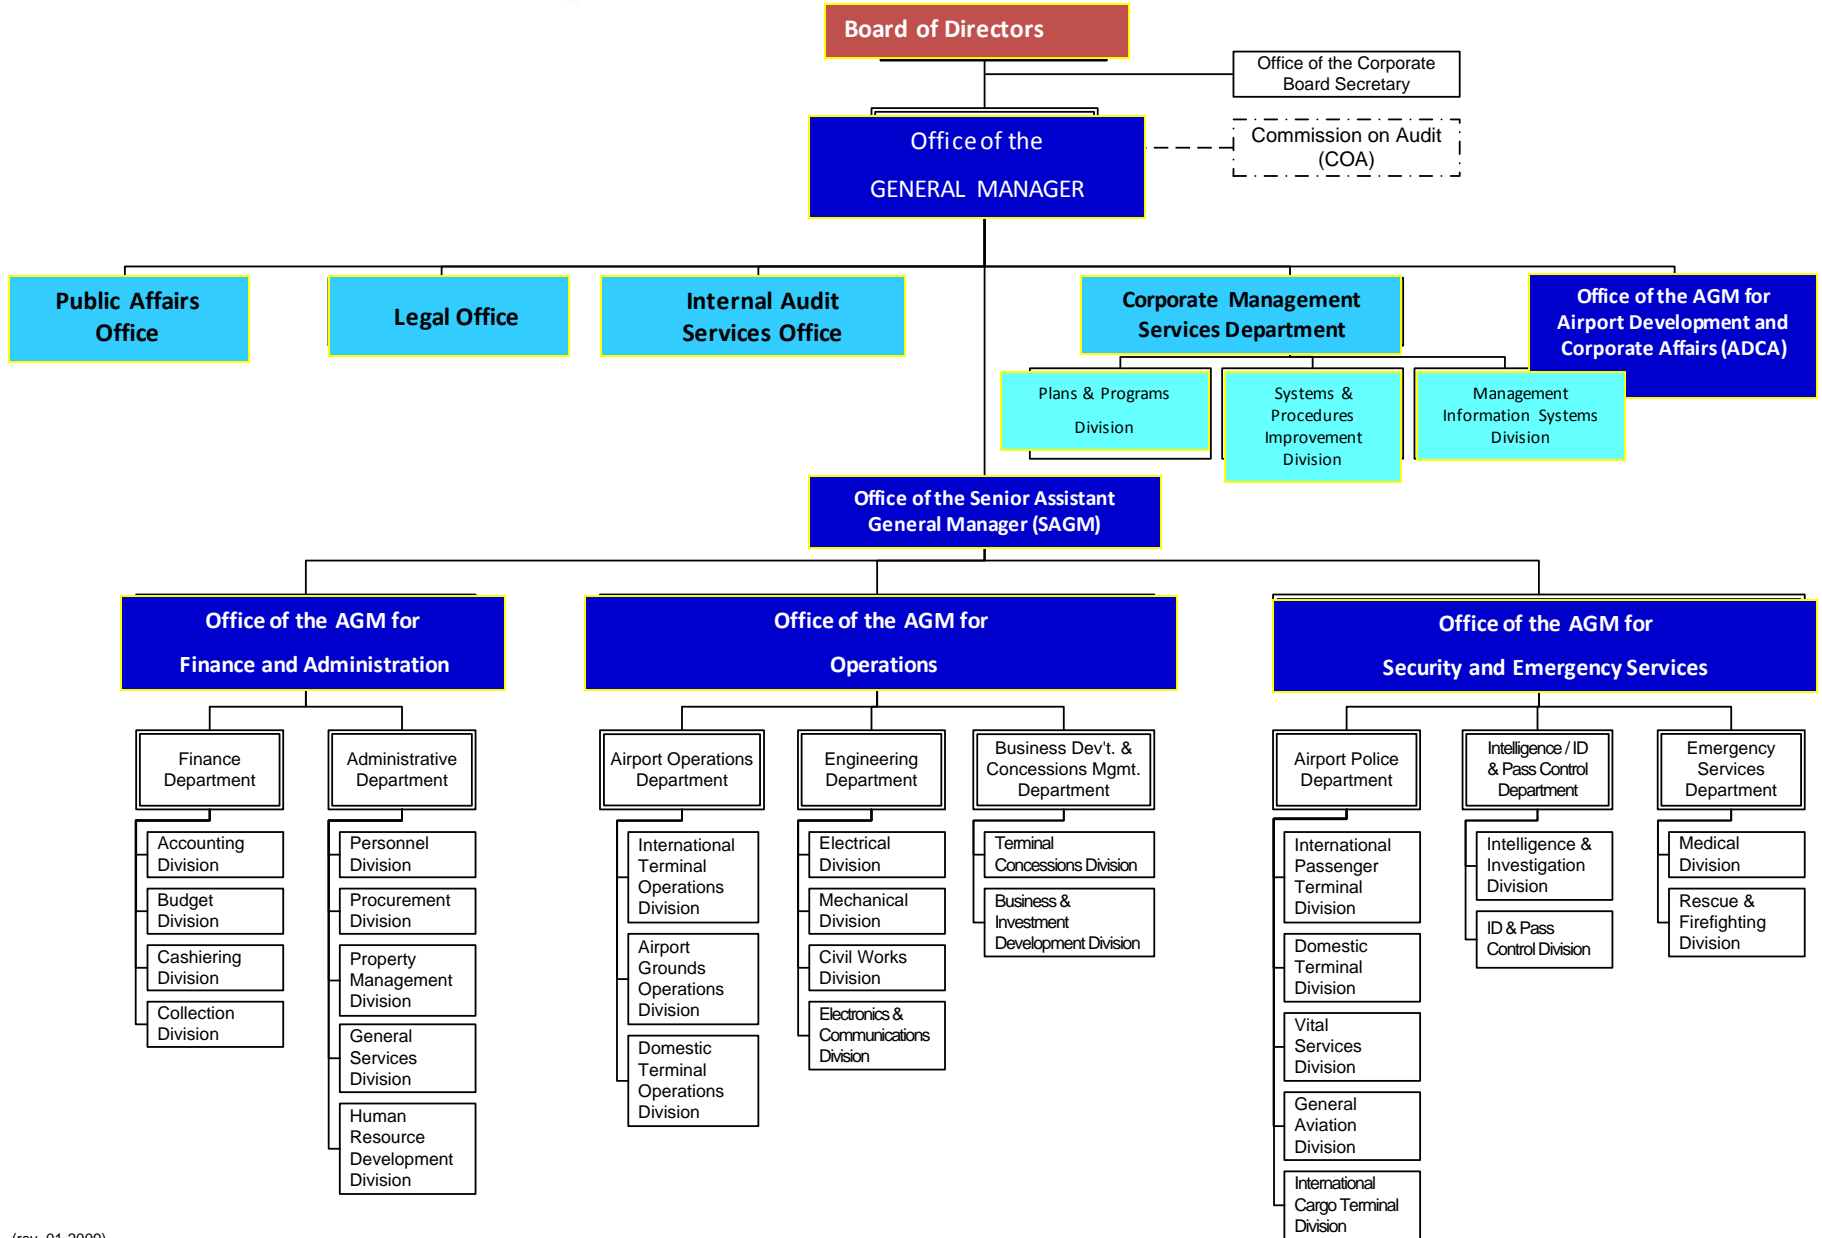 Board of Directors
Office of the Corporate
Board Secretary
Office of the
GENERAL MANAGER
Commission on Audit
(COA)
Public Affairs
Office
Legal Office
Internal Audit
Services Office
Corporate Management
Services Department
Office of the AGM for
Airport Development and
Corporate Affairs (ADCA)
Plans & Programs
Division
Systems &
Procedures
Improvement
Division
Management
Information Systems
Division
Office of the Senior Assistant
General Manager (SAGM)
Office of the AGM for
Finance and Administration
Office of the AGM for
Operations
Office of the AGM for
Security and Emergency Services
Finance
Department
Administrative
Department
Airport Operations
Department
Engineering
Department
Business Dev't. &
Concessions Mgmt.
Department
Airport Police
Department
Intelligence / ID
& Pass Control
Department
Emergency
Services
Department
Accounting
Division
Budget
Division
Cashiering
Division
Collection
Division
Personnel
Division
Procurement
Division
Property
Management
Division
General
Services
Division
Human
Resource
Development
Division
International
Terminal
Operations
Division
Airport
Grounds
Operations
Division
Domestic
Terminal
Operations
Division
Electrical
Division
Mechanical
Division
Civil Works
Division
Electronics &
Communications
Division
Terminal
Concessions Division
Business &
Investment
Development Division
International
Passenger
Terminal
Division
Domestic
Terminal
Division
Vital
Services
Division
General
Aviation
Division
International
Cargo Terminal
Division
Intelligence &
Investigation
Division
ID & Pass
Control Division
Medical
Division
Rescue &
Firefighting
Division
(rev. 01-2009)